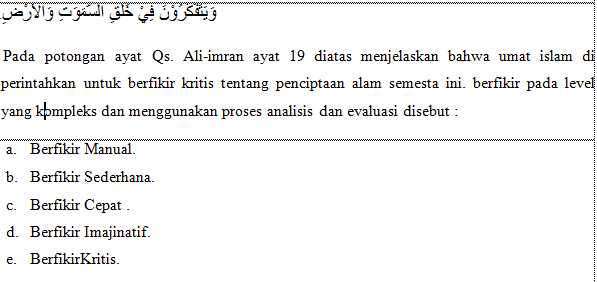 وَيَتَفَكَّرُوْنَ فِيْ خَلْقِ السَّمٰوٰتِ وَالْاَرْضِ
Pada potongan ayat Qs. Ali-imran ayat 19 diatas menjelaskan bahwa umat islam di
perintahkan untuk berfikir kritis tentang penciptaan alam semesta ini. berfikir pada level
yang kompleks dan menggunakan proses analisis dan evaluasi disebut :
a. Berfikir Manual.
b. Berfikir Sederhana.
c. Berfikir Cepat .
d. Berfikir Imajinatif.
e. BerfikirKritis.